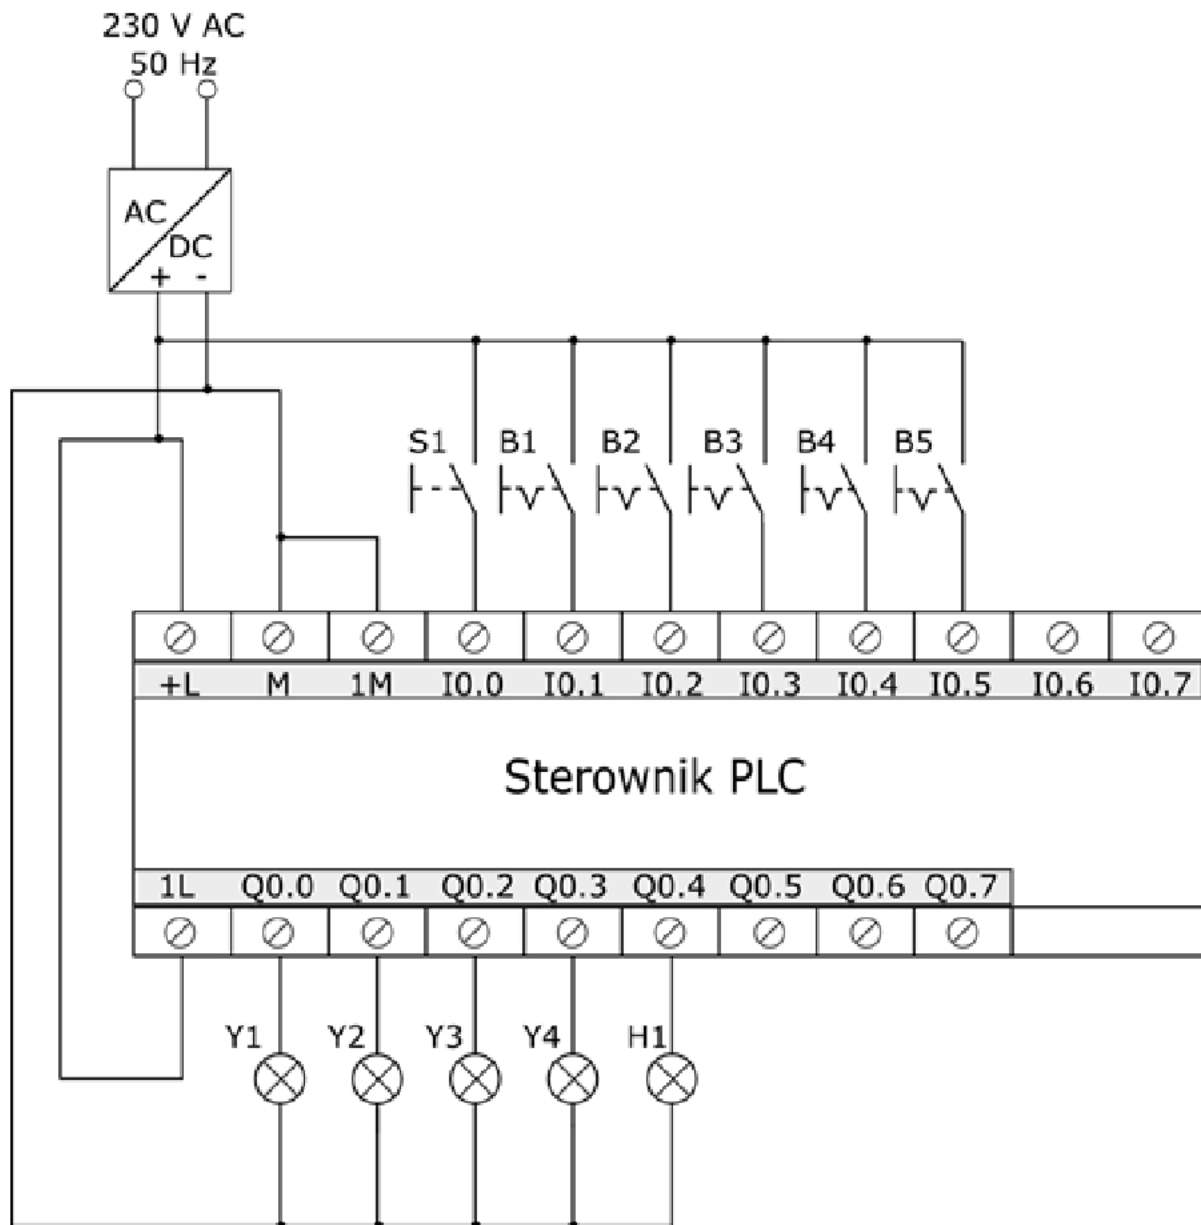 230 V AC
50 Hz
AC
DC
+ -
S1 B1 B2 B3 B4 B5
+L M 1M I0.0 I0.1 I0.2 I0.3 I0.4 I0.5 I0.6 I0.7
Sterownik PLC
1L Q0.0 Q0.1 Q0.2 Q0.3 Q0.4 Q0.5 Q0.6 Q0.7
Y1 Y2 Y3 Y4 H1